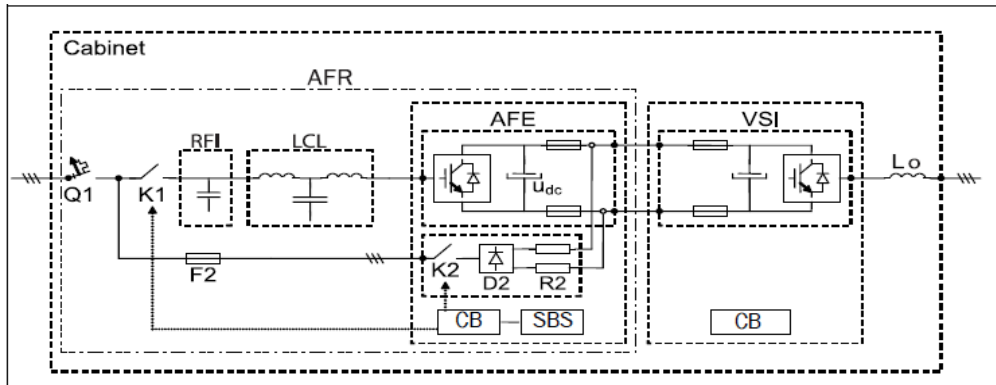 Cabinet
AFR
AFE
VSI
RFI
LCL
Lo
Q1
K1
u_dc
F2
K2
D2
R2
CB
SBS
CB